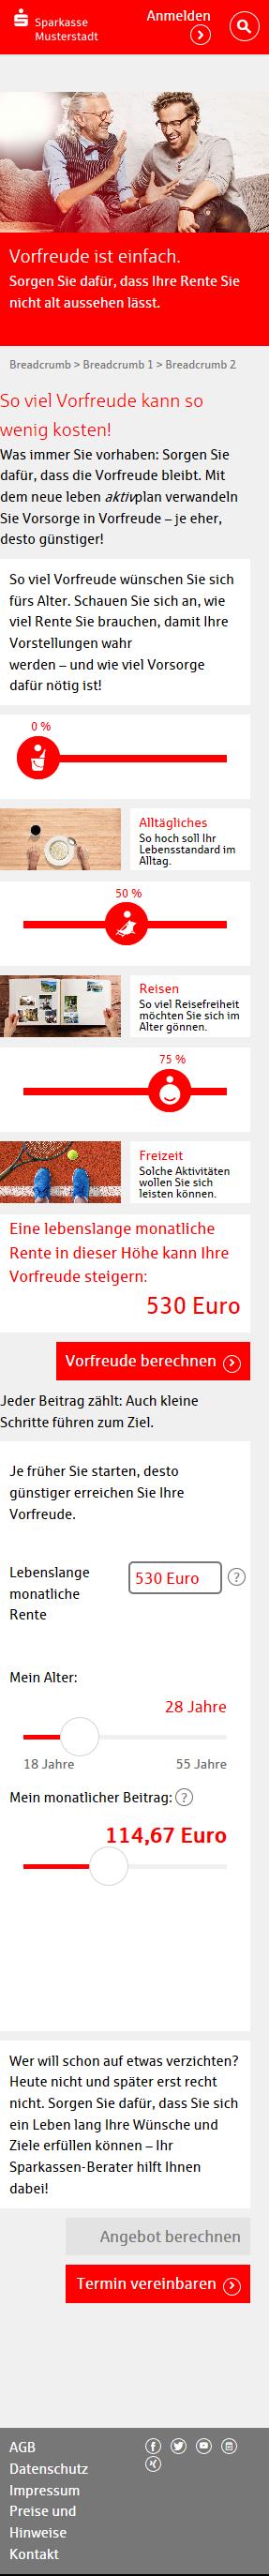 Sparkasse
Musterstadt
Anmelden
Vorfreude ist einfach.
Sorgen Sie dafür, dass Ihre Rente Sie
nicht alt aussehen lässt.
Breadcrumb > Breadcrumb 1 > Breadcrumb 2
So viel Vorfreude kann so
wenig kosten!
Was immer Sie vorhaben: Sorgen Sie
dafür, dass die Vorfreude bleibt. Mit
dem neue leben aktivplan verwandeln
Sie Vorsorge in Vorfreude – je eher,
desto günstiger!
So viel Vorfreude wünschen Sie sich
fürs Alter. Schauen Sie sich an, wie
viel Rente Sie brauchen, damit Ihre
Vorstellungen wahr
werden – und wie viel Vorsorge
dafür nötig ist!
0 %
Alltägliches
So hoch soll Ihr
Lebensstandard im
Alltag.
50 %
Reisen
So viel Reisefreiheit
möchten Sie sich im
Alter gönnen.
75 %
Freizeit
Solche Aktivitäten
wollen Sie sich
leisten können.
Eine lebenslange monatliche
Rente in dieser Höhe kann Ihre
Vorfreude steigern:
530 Euro
Vorfreude berechnen
Jeder Beitrag zählt: Auch kleine
Schritte führen zum Ziel.
Je früher Sie starten, desto
günstiger erreichen Sie Ihre
Vorfreude.
Lebenslange
monatliche
Rente
530 Euro ?
Mein Alter:
28 Jahre
18 Jahre 55 Jahre
Mein monatlicher Beitrag: ?
114,67 Euro
Wer will schon auf etwas verzichten?
Heute nicht und später erst recht
nicht. Sorgen Sie dafür, dass Sie sich
ein Leben lang Ihre Wünsche und
Ziele erfüllen können – Ihr
Sparkassen-Berater hilft Ihnen
dabei!
Angebot berechnen
Termin vereinbaren
AGB
Datenschutz
Impressum
Preise und
Hinweise
Kontakt